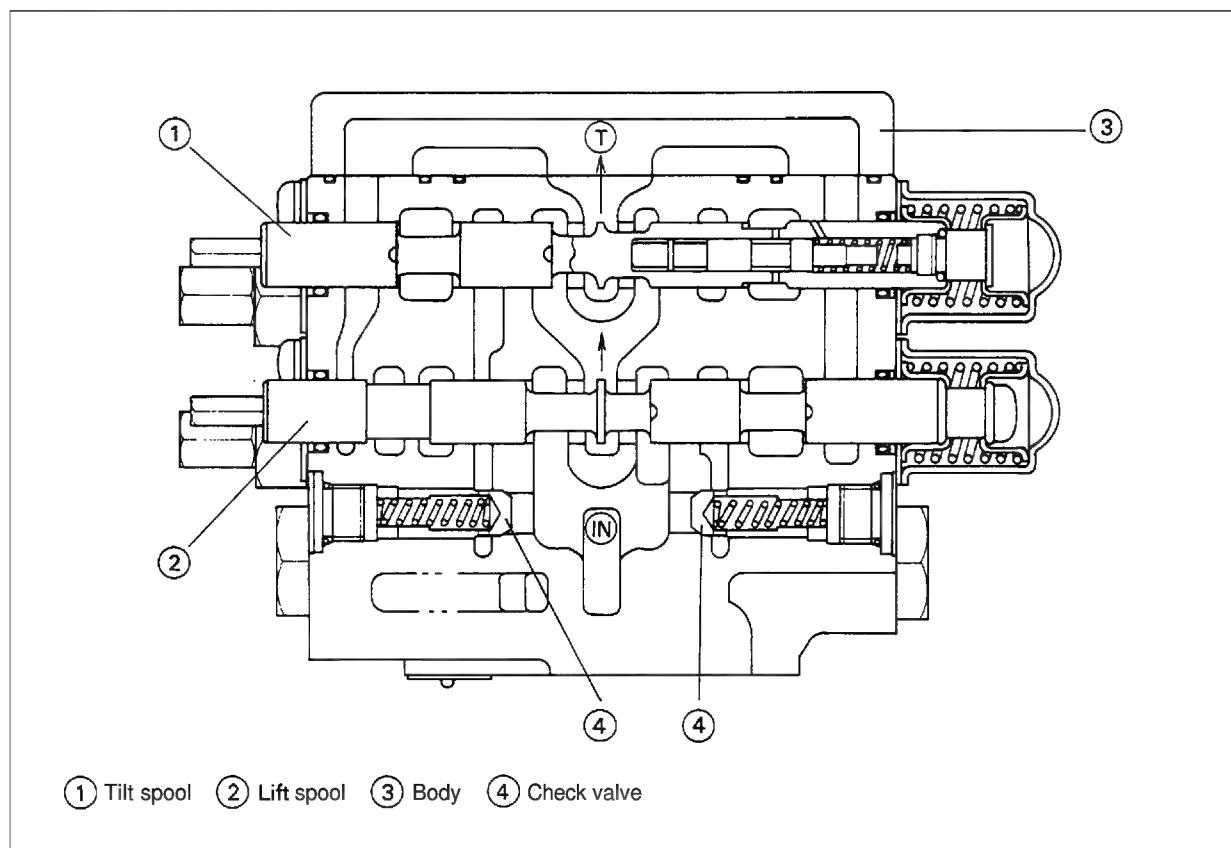 ①
T
③
IN
②
④ ④
① Tilt spool ② Lift spool ③ Body ④ Check valve